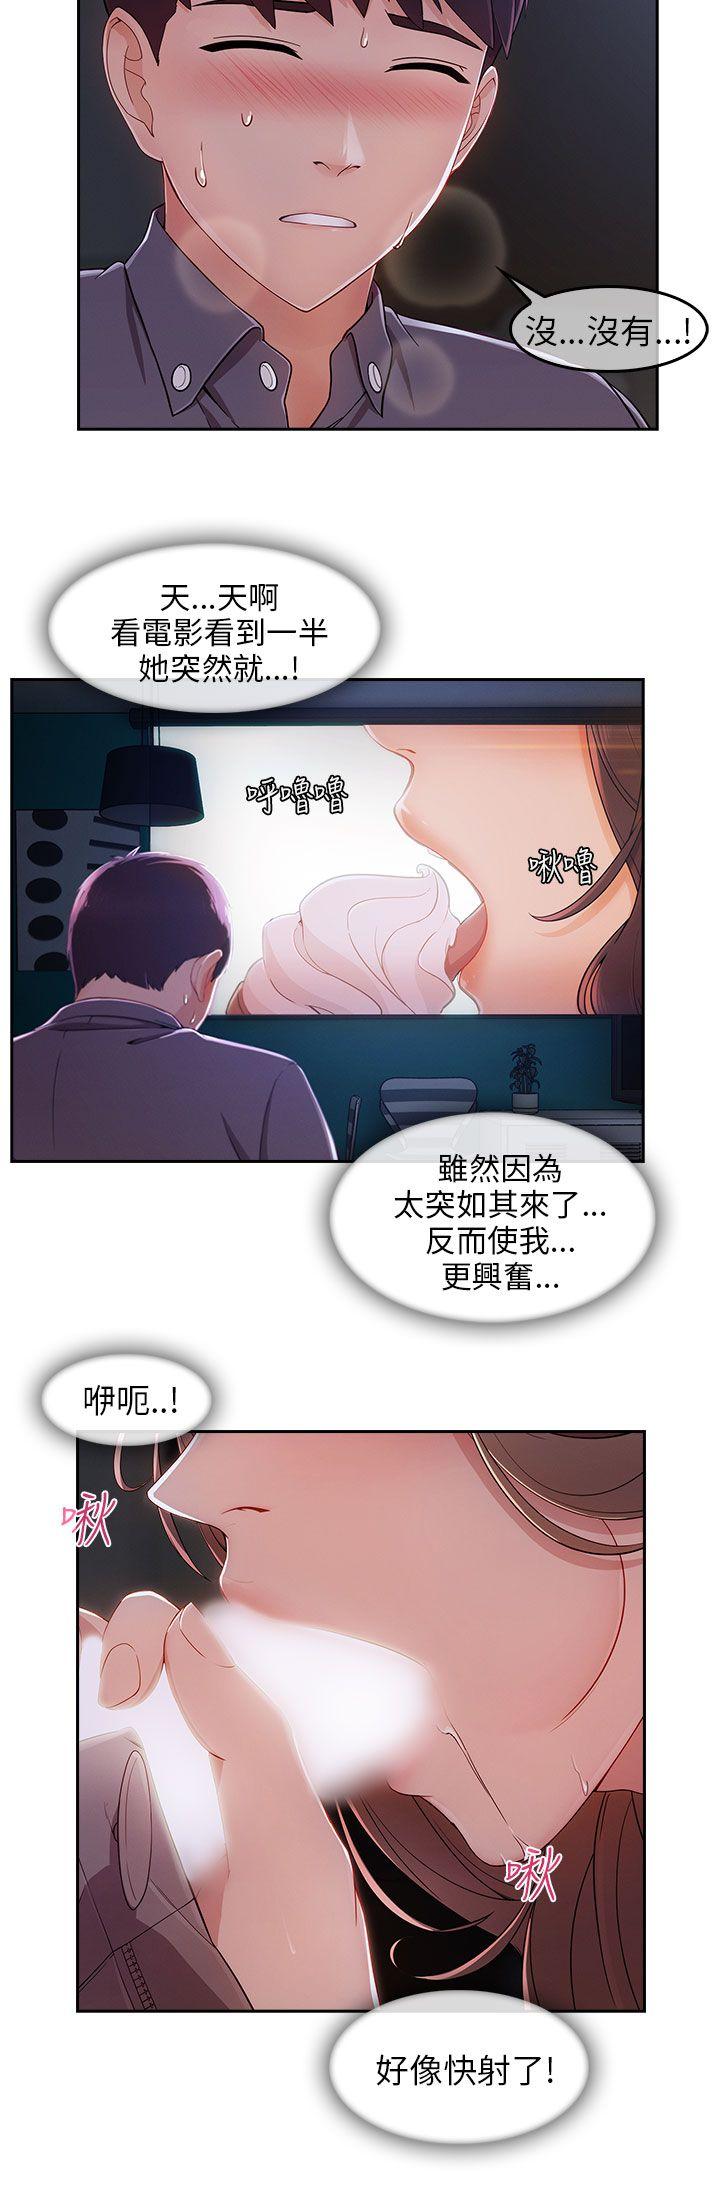 沒...沒有...!
天...天啊
看電影看到一半
她突然就...!
呼嚕嚕
啾嚕
雖然因為
太突如其來了...
反而使我...
更興奮...
咿呃..!
啾
啾
好像快射了!